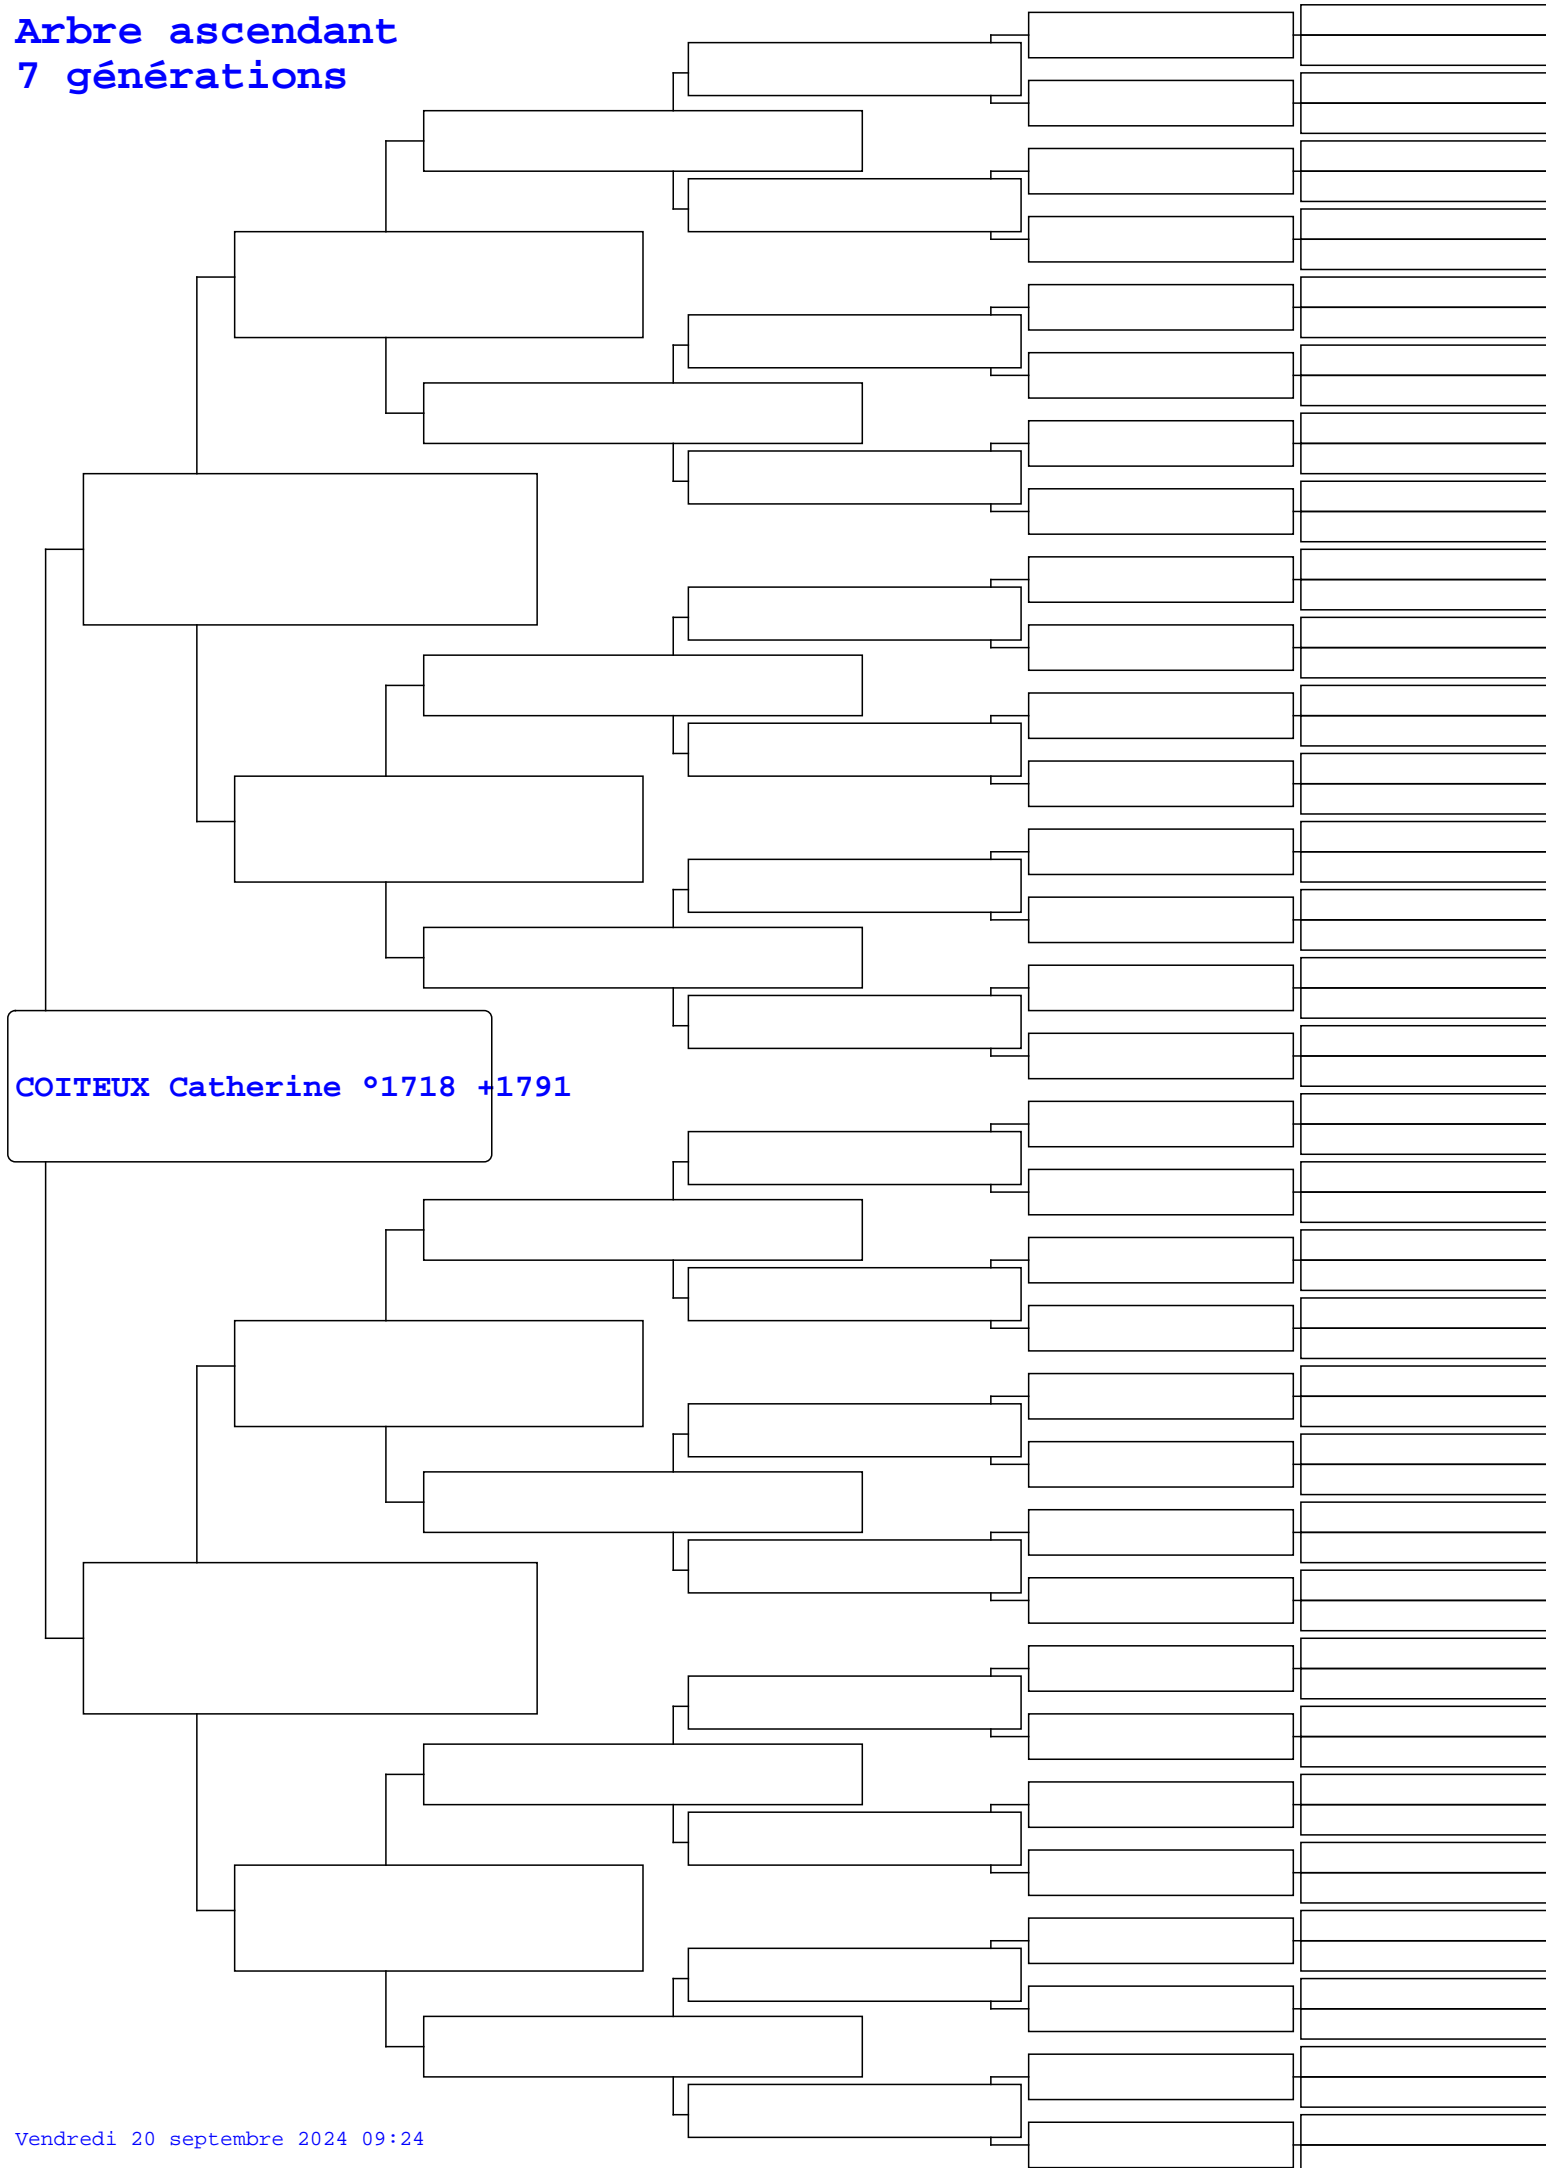 Arbre ascendant
7 générations
COITEUX Catherine °1718 +1791
Vendredi 20 septembre 2024 09:24